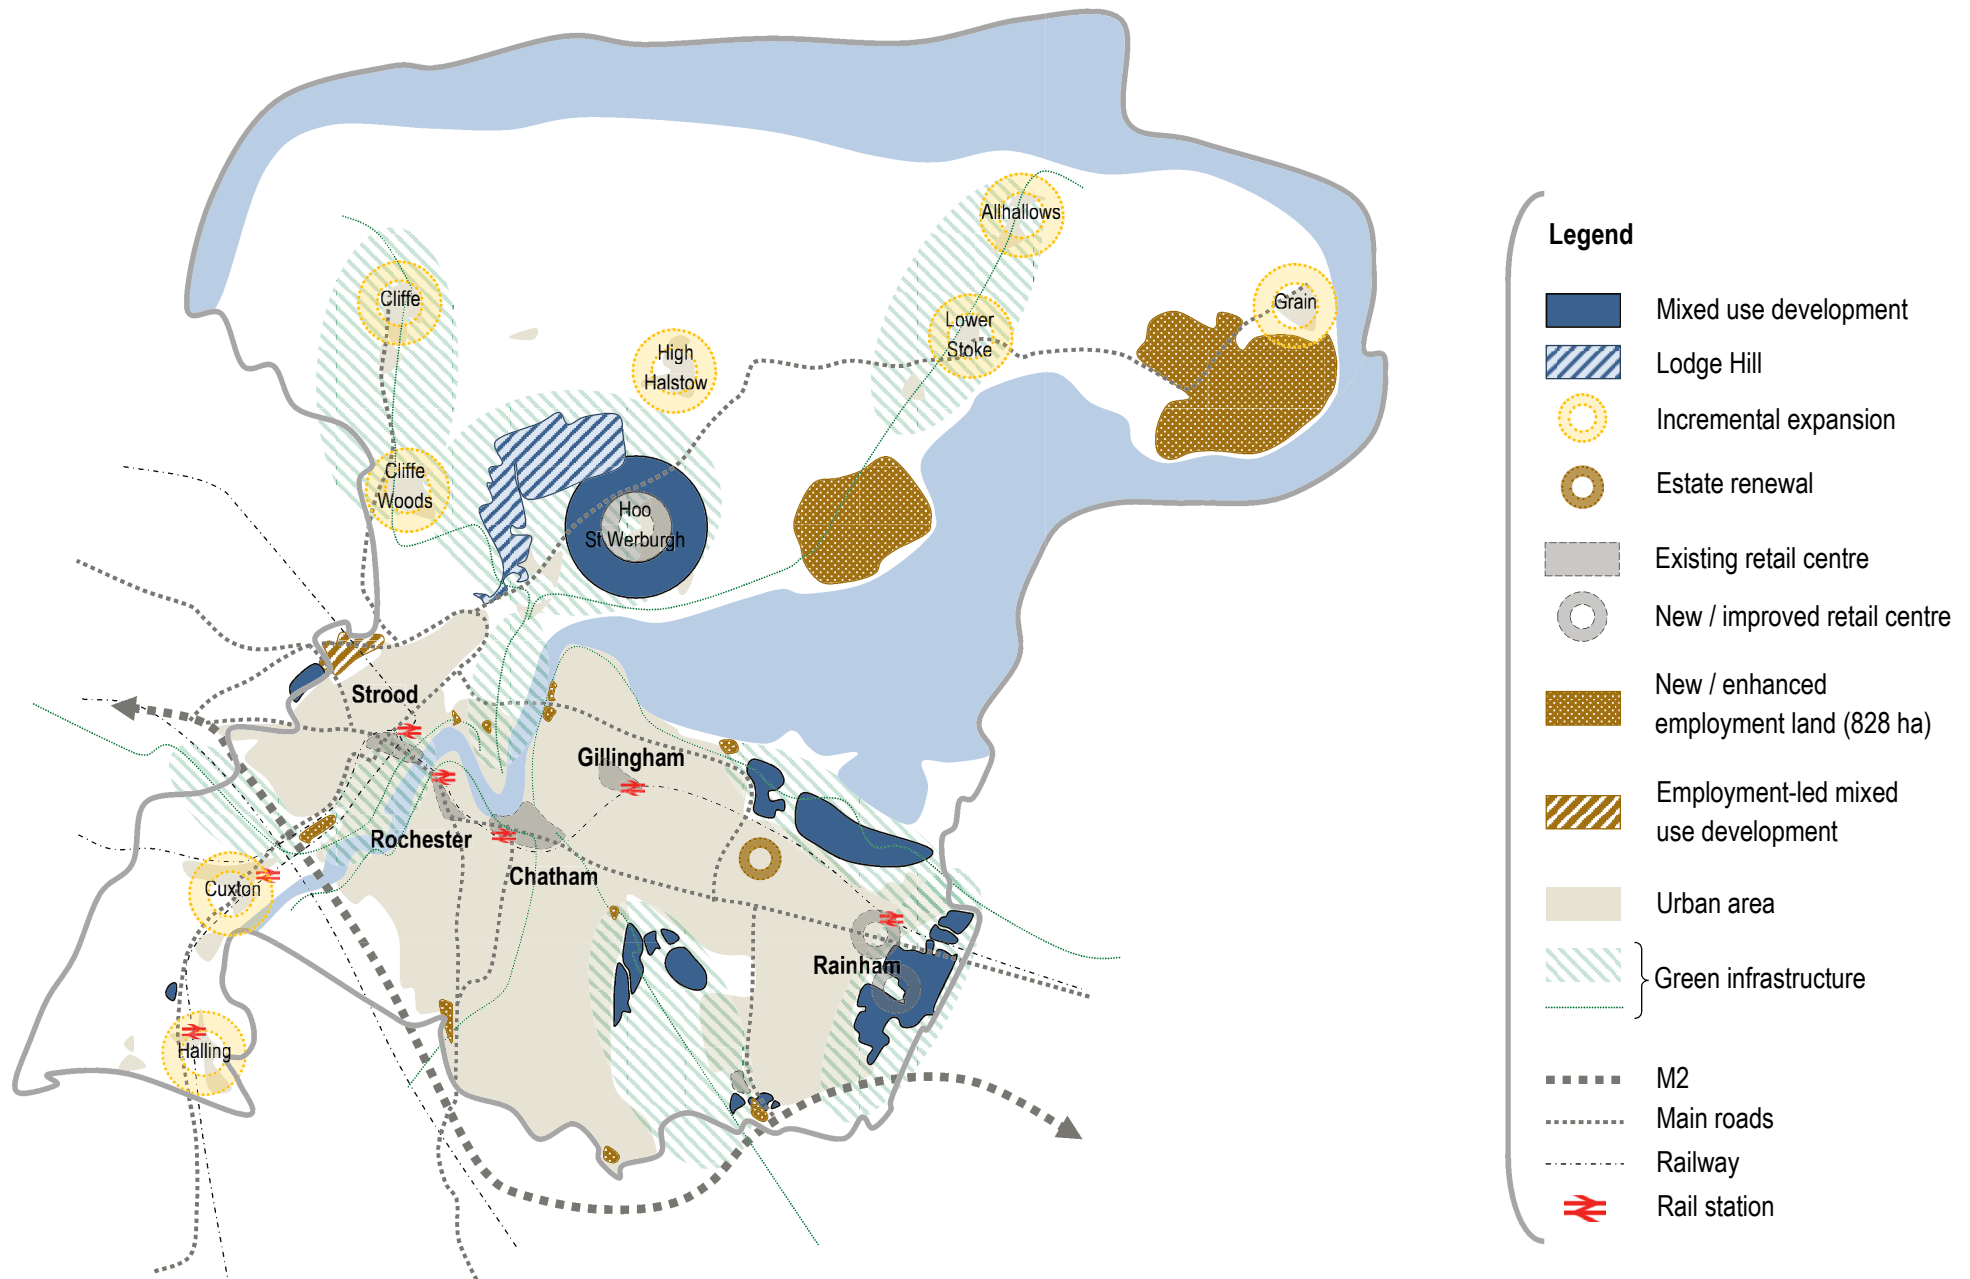 Allhallows
Cliffe
Grain
Lower
Stoke
High
Halstow
Cliffe
Woods
Hoo
St Werburgh
Strood
Gillingham
Rochester
Chatham
Cuxton
Rainham
Halling
Legend
Mixed use development
Lodge Hill
Incremental expansion
Estate renewal
Existing retail centre
New / improved retail centre
New / enhanced
employment land (828 ha)
Employment-led mixed
use development
Urban area
Green infrastructure
M2
Main roads
Railway
Rail station